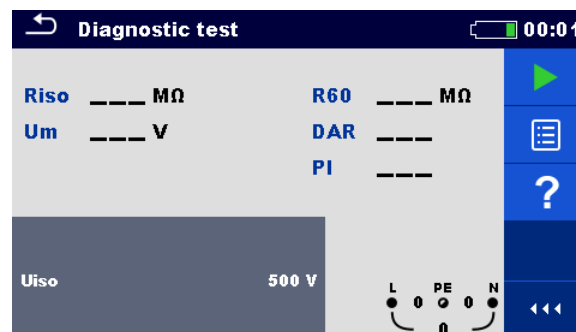 Diagnostic test 00:01
Riso ___ MΩ R60 ___ MΩ
Um ___ V DAR ___
PI ___
?
Uiso 500 V
L PE N
0 0
0